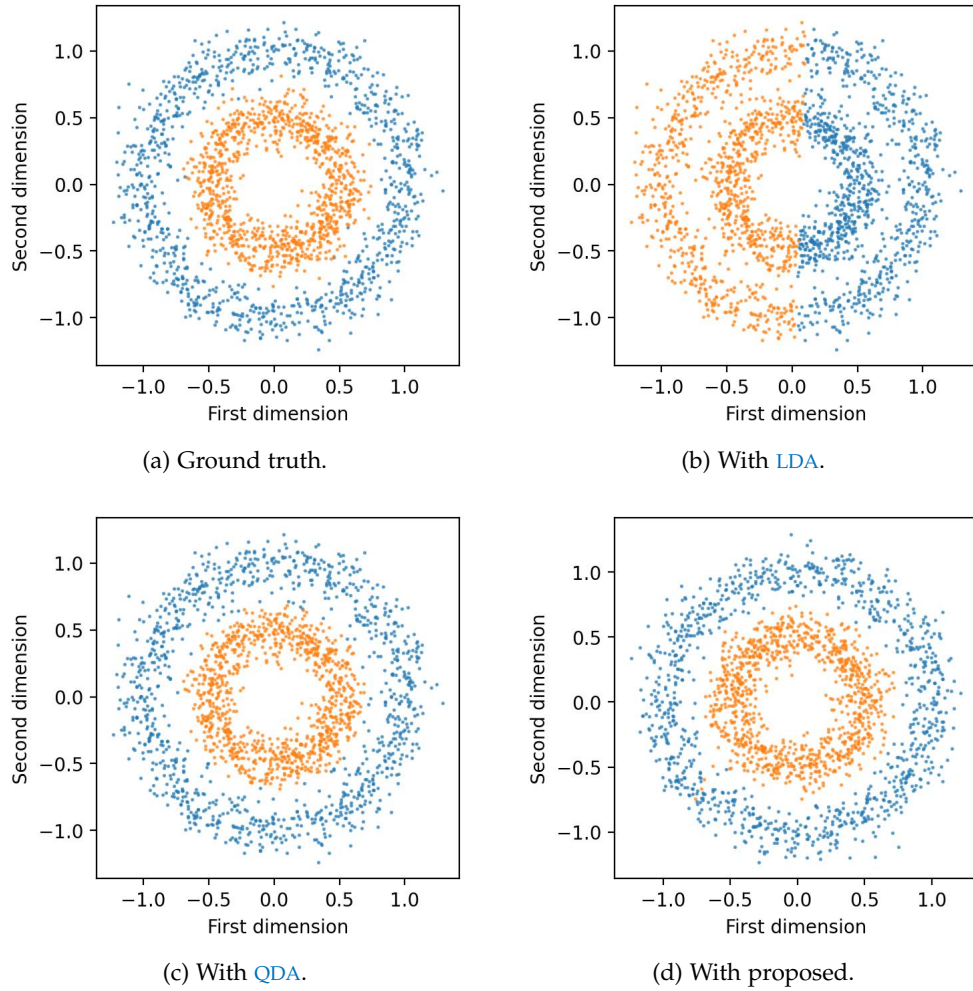 1.0
0.5
0.0
−0.5
−1.0
Second dimension
−1.0 −0.5 0.0 0.5 1.0
First dimension
(a) Ground truth.
1.0
0.5
0.0
−0.5
−1.0
Second dimension
−1.0 −0.5 0.0 0.5 1.0
First dimension
(b) With LDA.
1.0
0.5
0.0
−0.5
−1.0
Second dimension
−1.0 −0.5 0.0 0.5 1.0
First dimension
(c) With QDA.
1.0
0.5
0.0
−0.5
−1.0
Second dimension
−1.0 −0.5 0.0 0.5 1.0
First dimension
(d) With proposed.